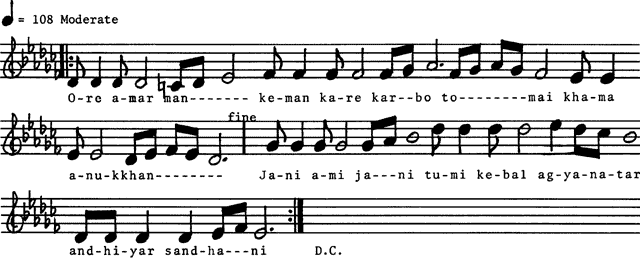 = 108 Moderate
O-re a-mar man------- ke-man ka-re kar--bo to--------mai kha-ma
fine
a-nu-kkhan-------- Ja-ni a-mi ja---ni tu-mi ke-bal ag-ya-na-tar
and-hi-yar sand-ha---ni D.C.